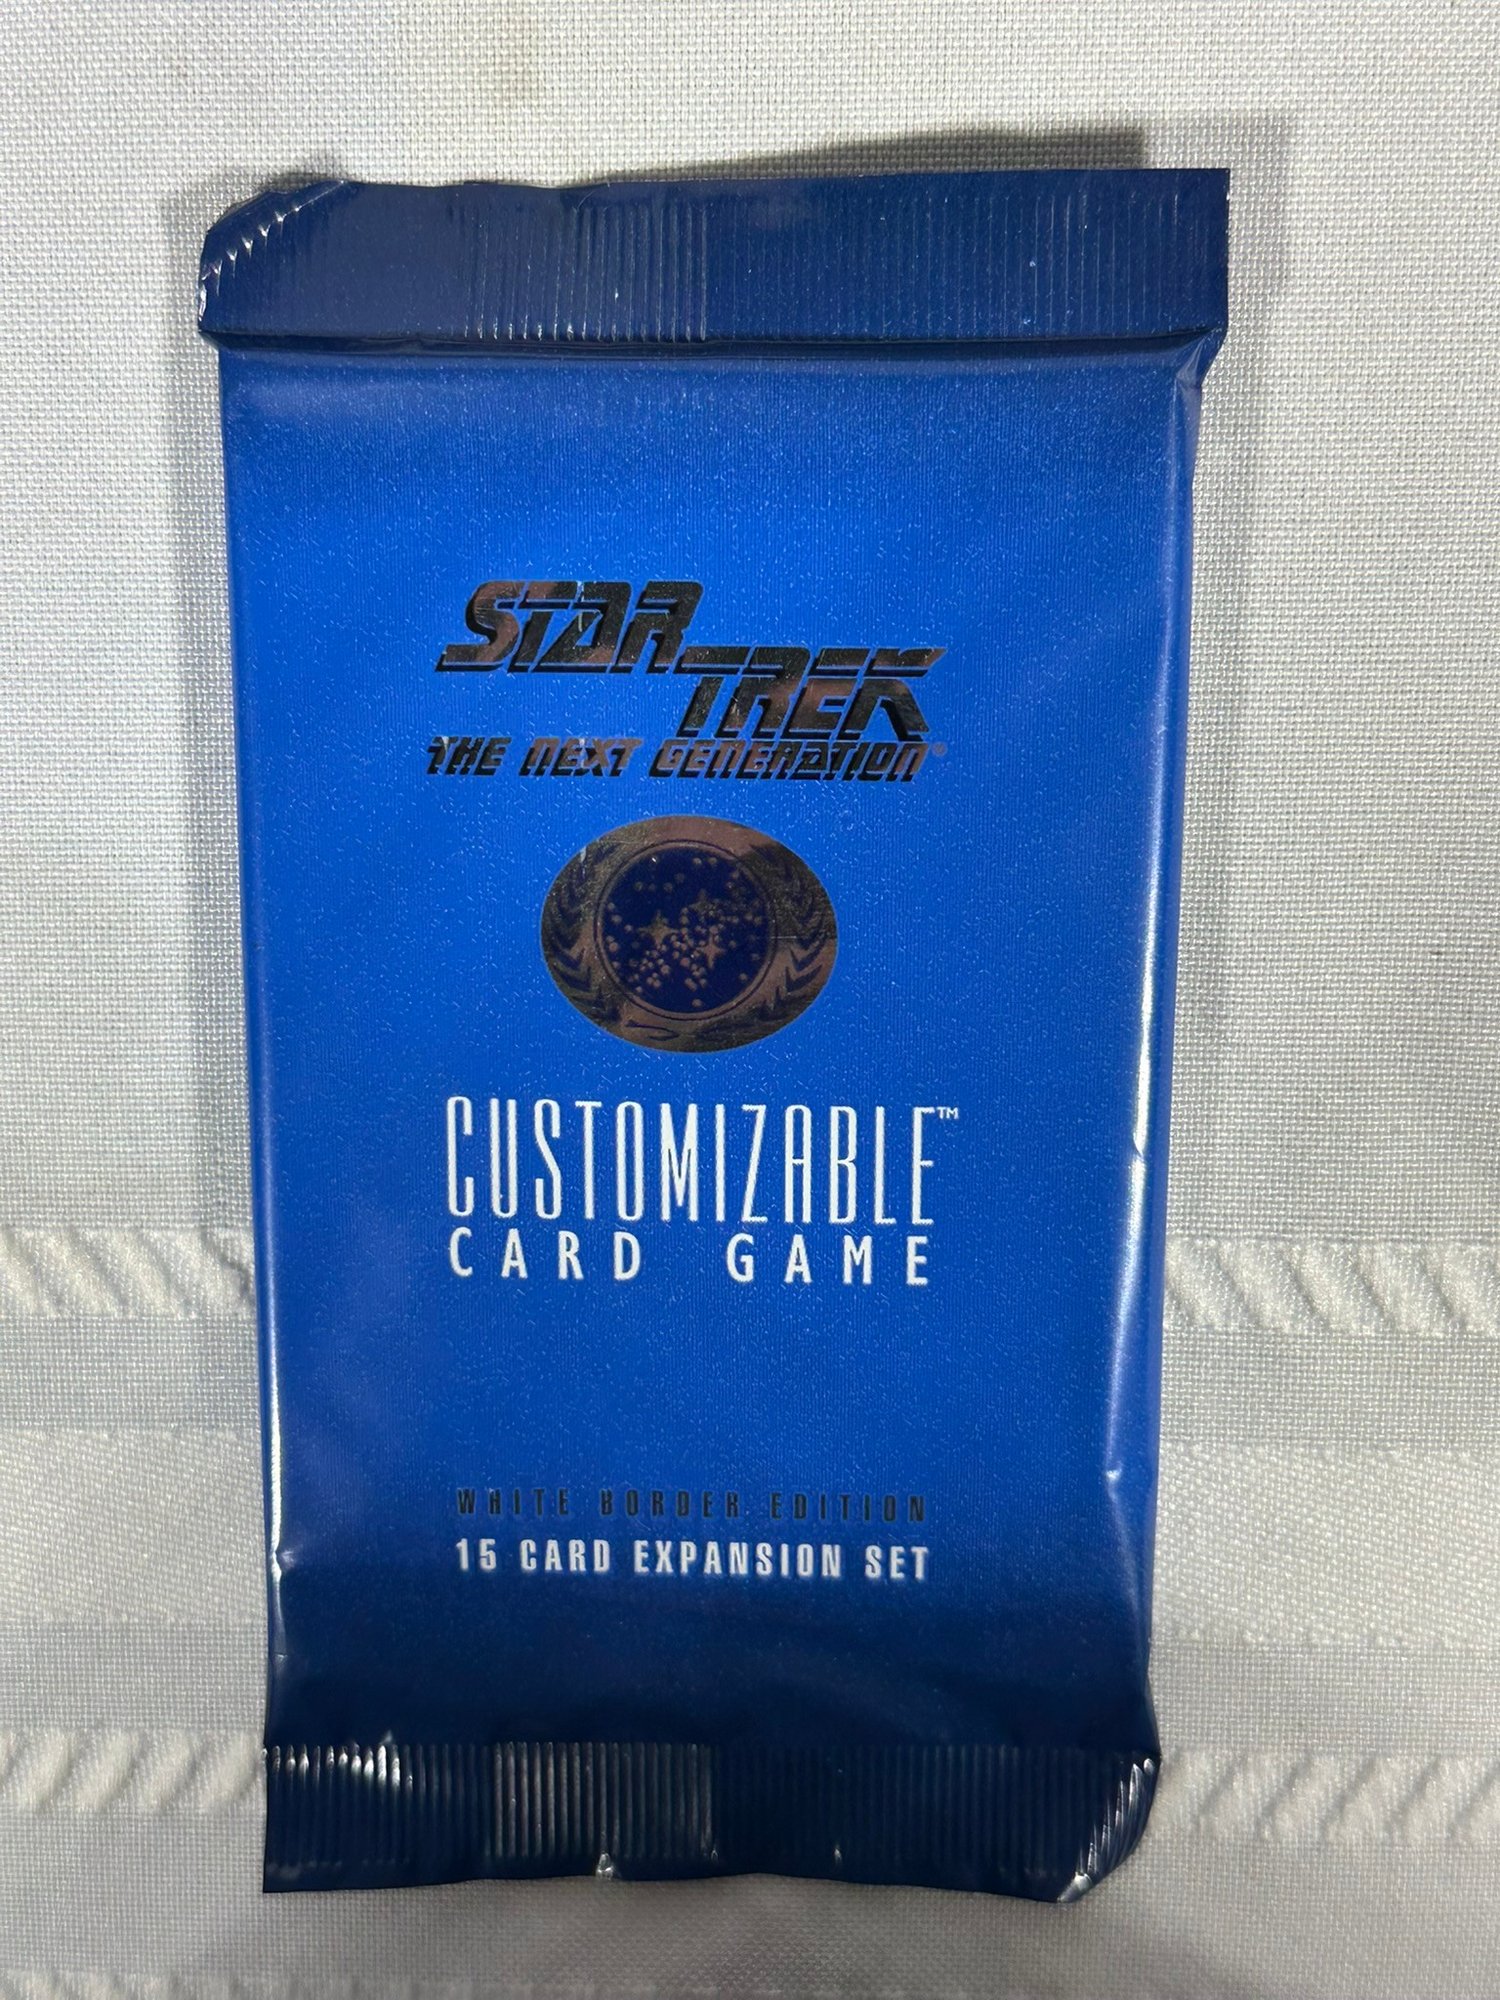 STAR
TREK
THE NEXT GENERATION®
CUSTOMIZABLE™
CARD GAME
WHITE BORDER EDITION
15 CARD EXPANSION SET